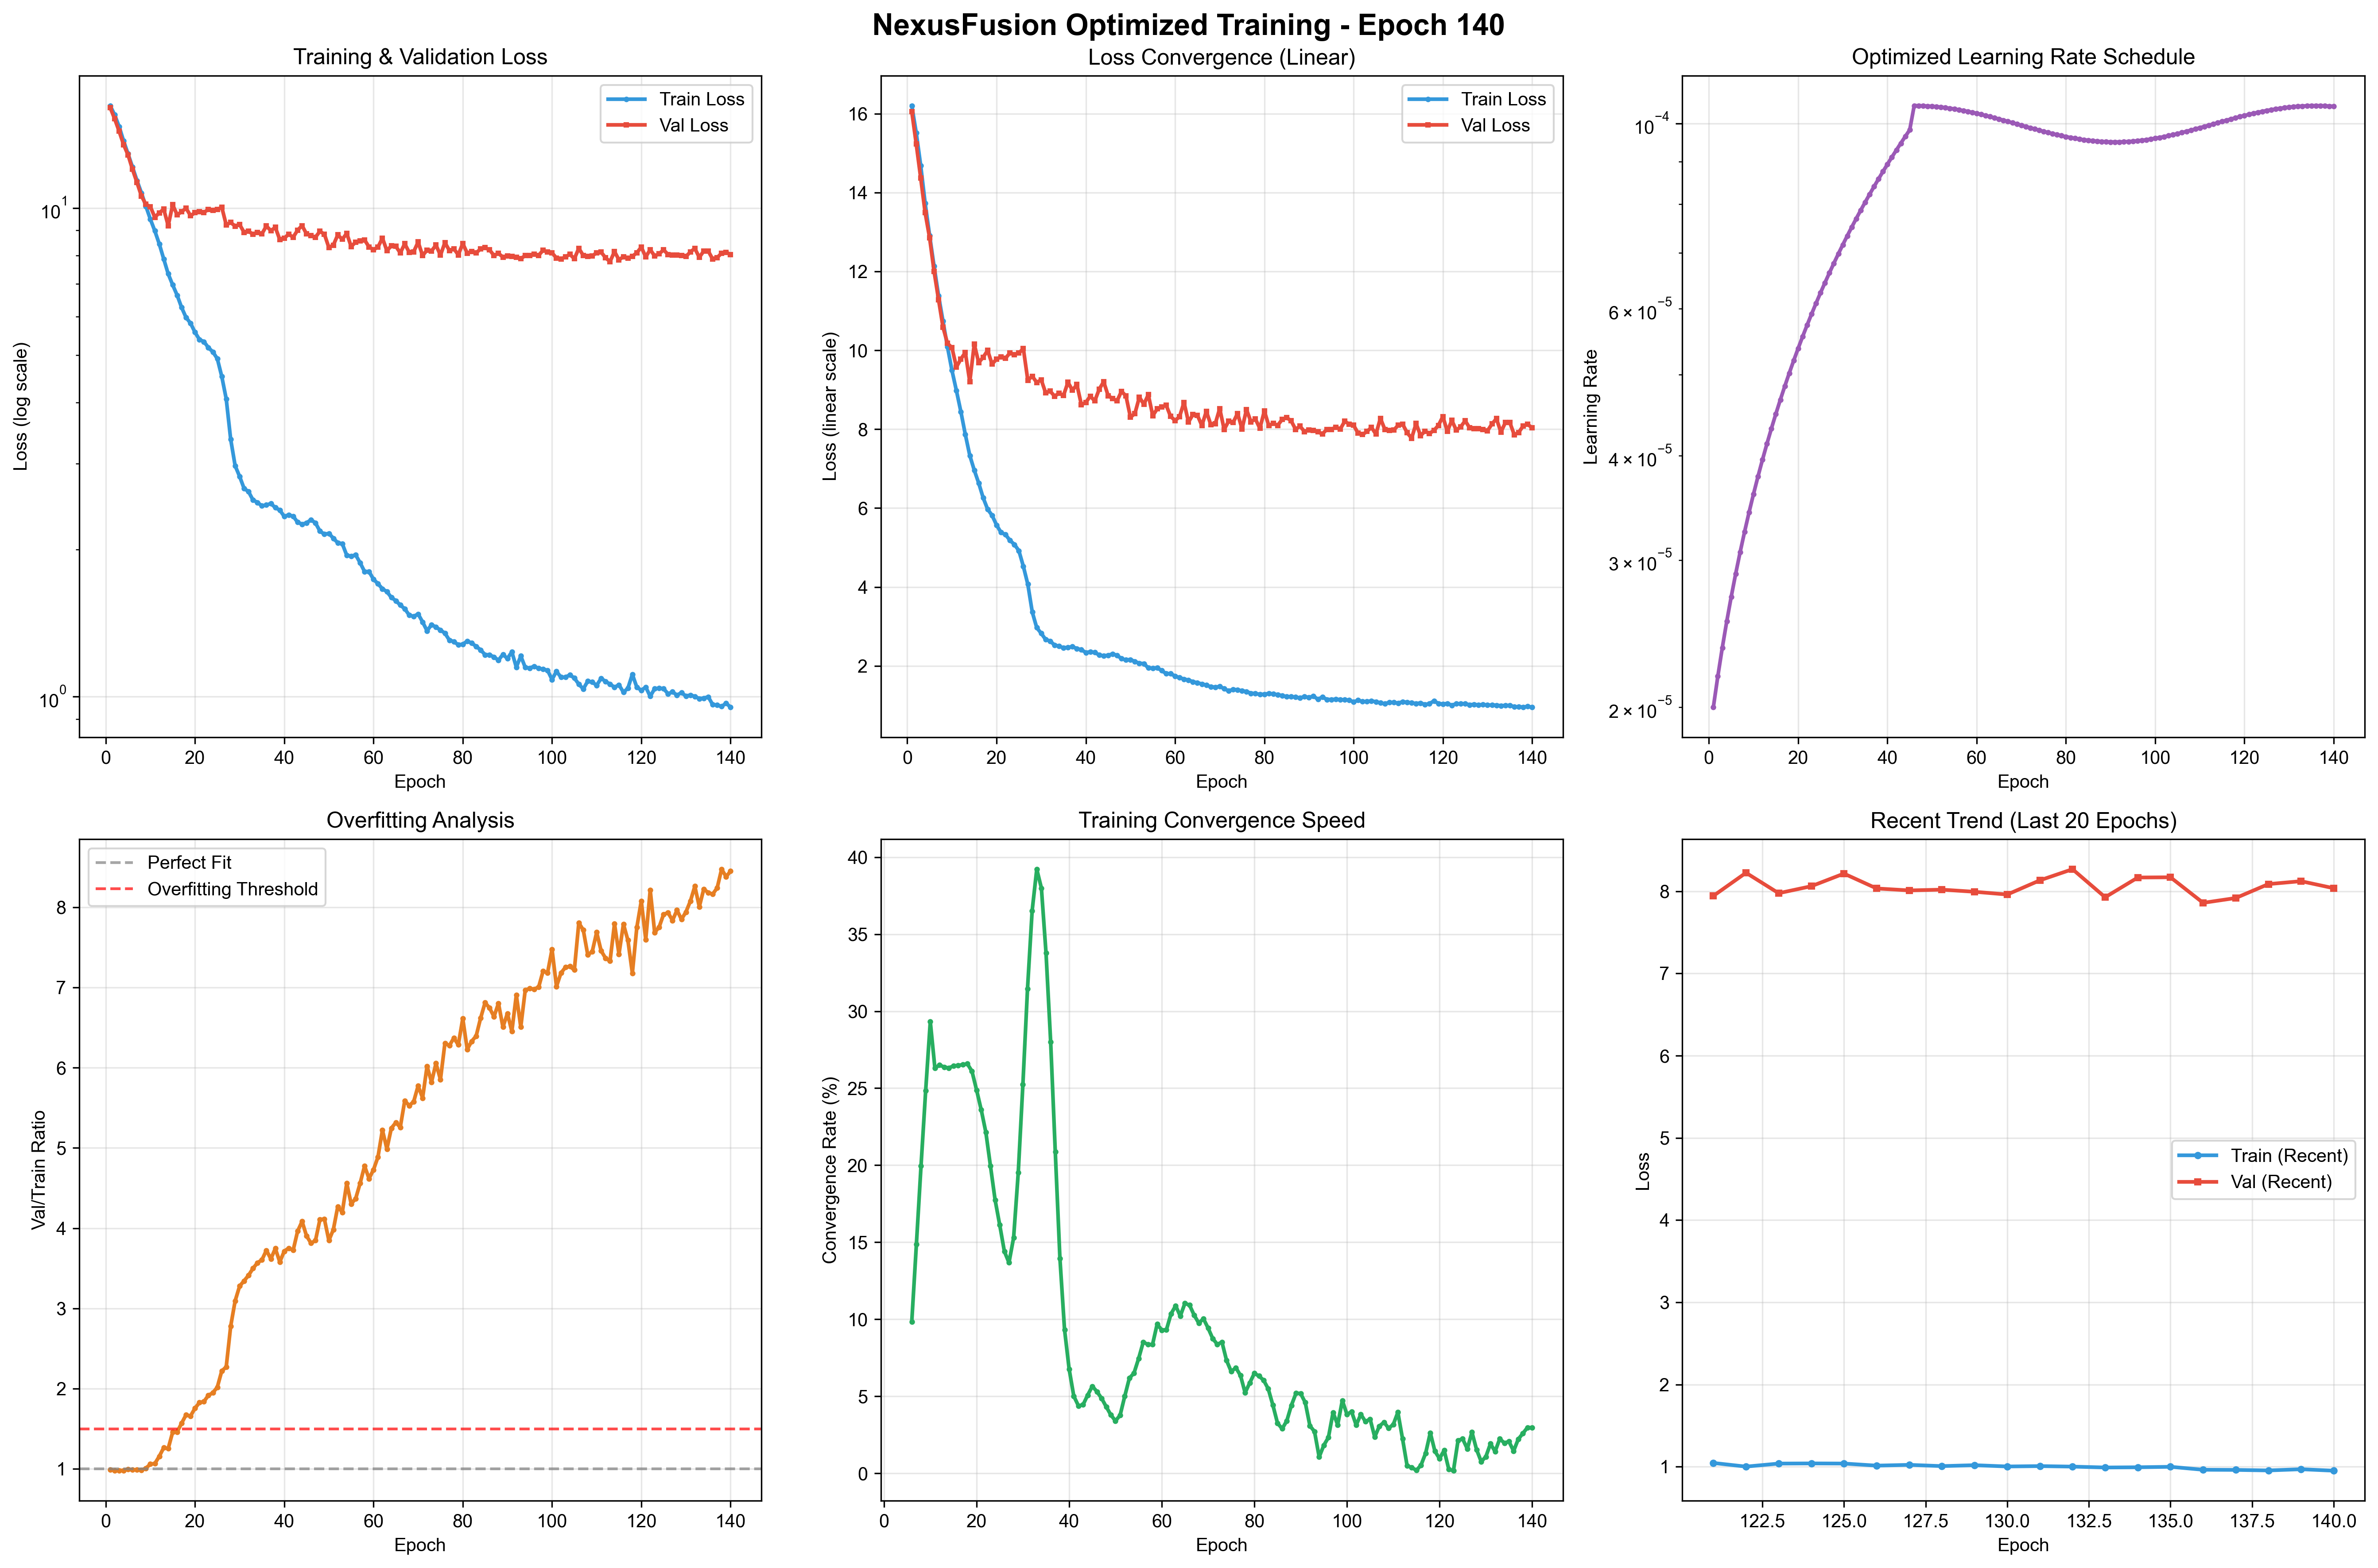 NexusFusion Optimized Training - Epoch 140
Training & Validation Loss
Train Loss
Val Loss
10^1
10^0
Loss (log scale)
0 20 40 60 80 100 120 140
Epoch
Loss Convergence (Linear)
Train Loss
Val Loss
16
14
12
10
8
6
4
2
Loss (linear scale)
0 20 40 60 80 100 120 140
Epoch
Optimized Learning Rate Schedule
10^-4
6 × 10^-5
4 × 10^-5
3 × 10^-5
2 × 10^-5
Learning Rate
0 20 40 60 80 100 120 140
Epoch
Overfitting Analysis
Perfect Fit
Overfitting Threshold
8
7
6
5
4
3
2
1
Val/Train Ratio
0 20 40 60 80 100 120 140
Epoch
Training Convergence Speed
40
35
30
25
20
15
10
5
0
Convergence Rate (%)
0 20 40 60 80 100 120 140
Epoch
Recent Trend (Last 20 Epochs)
8
7
6
5
4
3
2
1
Loss
Train (Recent)
Val (Recent)
122.5 125.0 127.5 130.0 132.5 135.0 137.5 140.0
Epoch